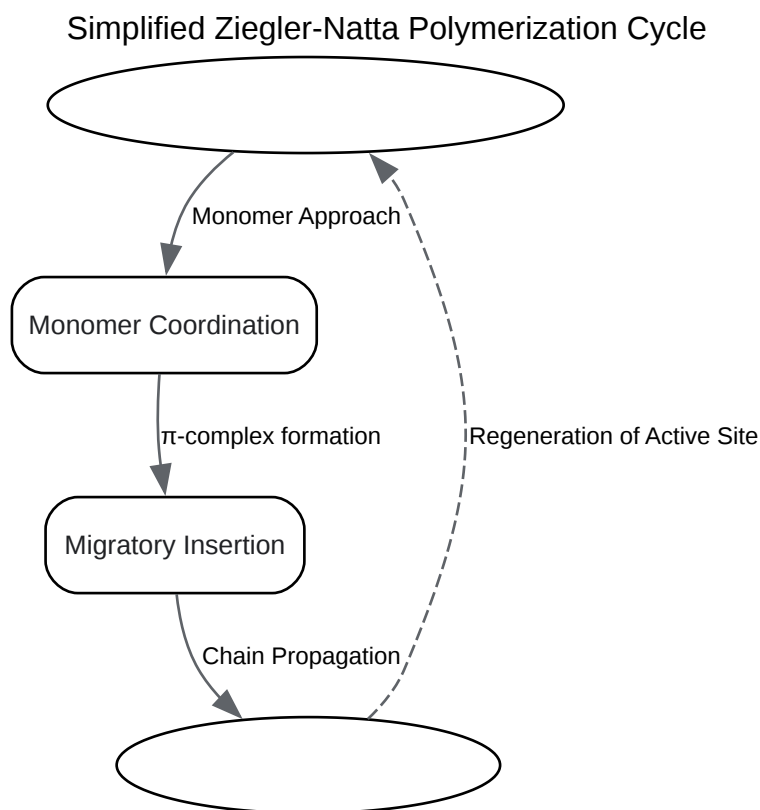 Simplified Ziegler-Natta Polymerization Cycle
Monomer Approach
Monomer Coordination
π-complex formation
Regeneration of Active Site
Migratory Insertion
Chain Propagation